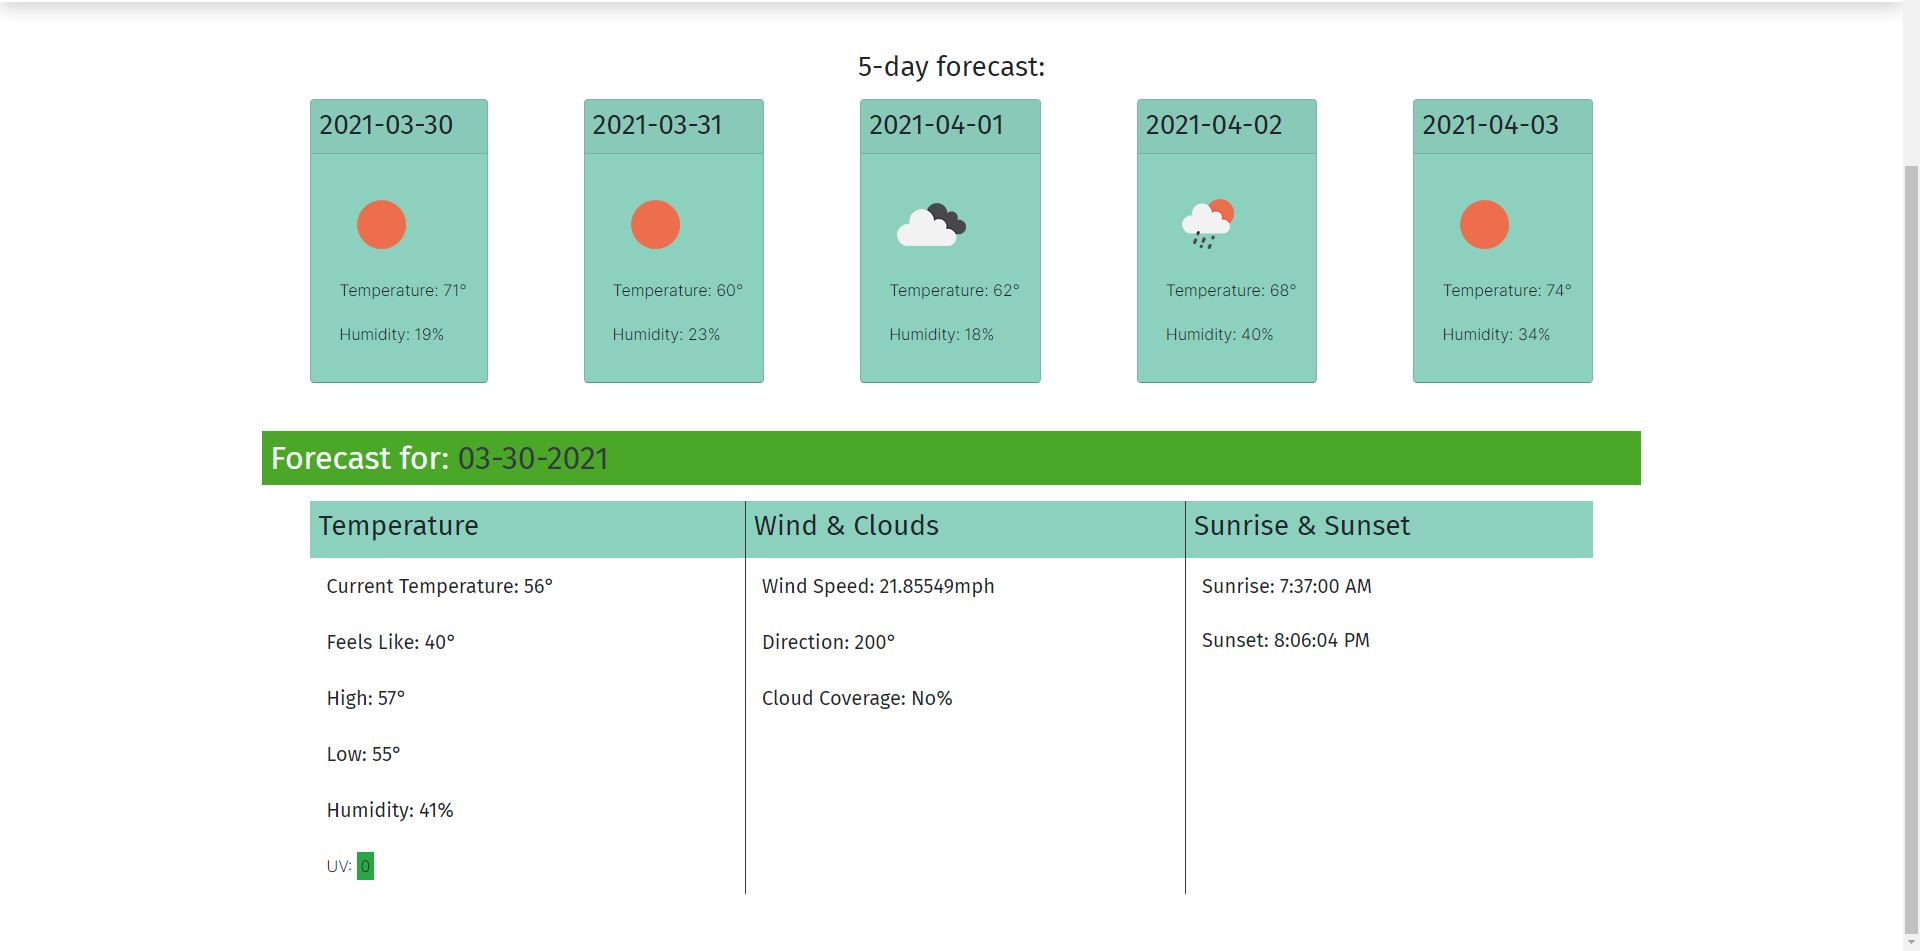 5-day forecast:
2021-03-30
Temperature: 71°
Humidity: 19%
2021-03-31
Temperature: 60°
Humidity: 23%
2021-04-01
Temperature: 62°
Humidity: 18%
2021-04-02
Temperature: 68°
Humidity: 40%
2021-04-03
Temperature: 74°
Humidity: 34%
Forecast for: 03-30-2021
Temperature
Current Temperature: 56°
Feels Like: 40°
High: 57°
Low: 55°
Humidity: 41%
UV: 0
Wind & Clouds
Wind Speed: 21.85549mph
Direction: 200°
Cloud Coverage: No%
Sunrise & Sunset
Sunrise: 7:37:00 AM
Sunset: 8:06:04 PM